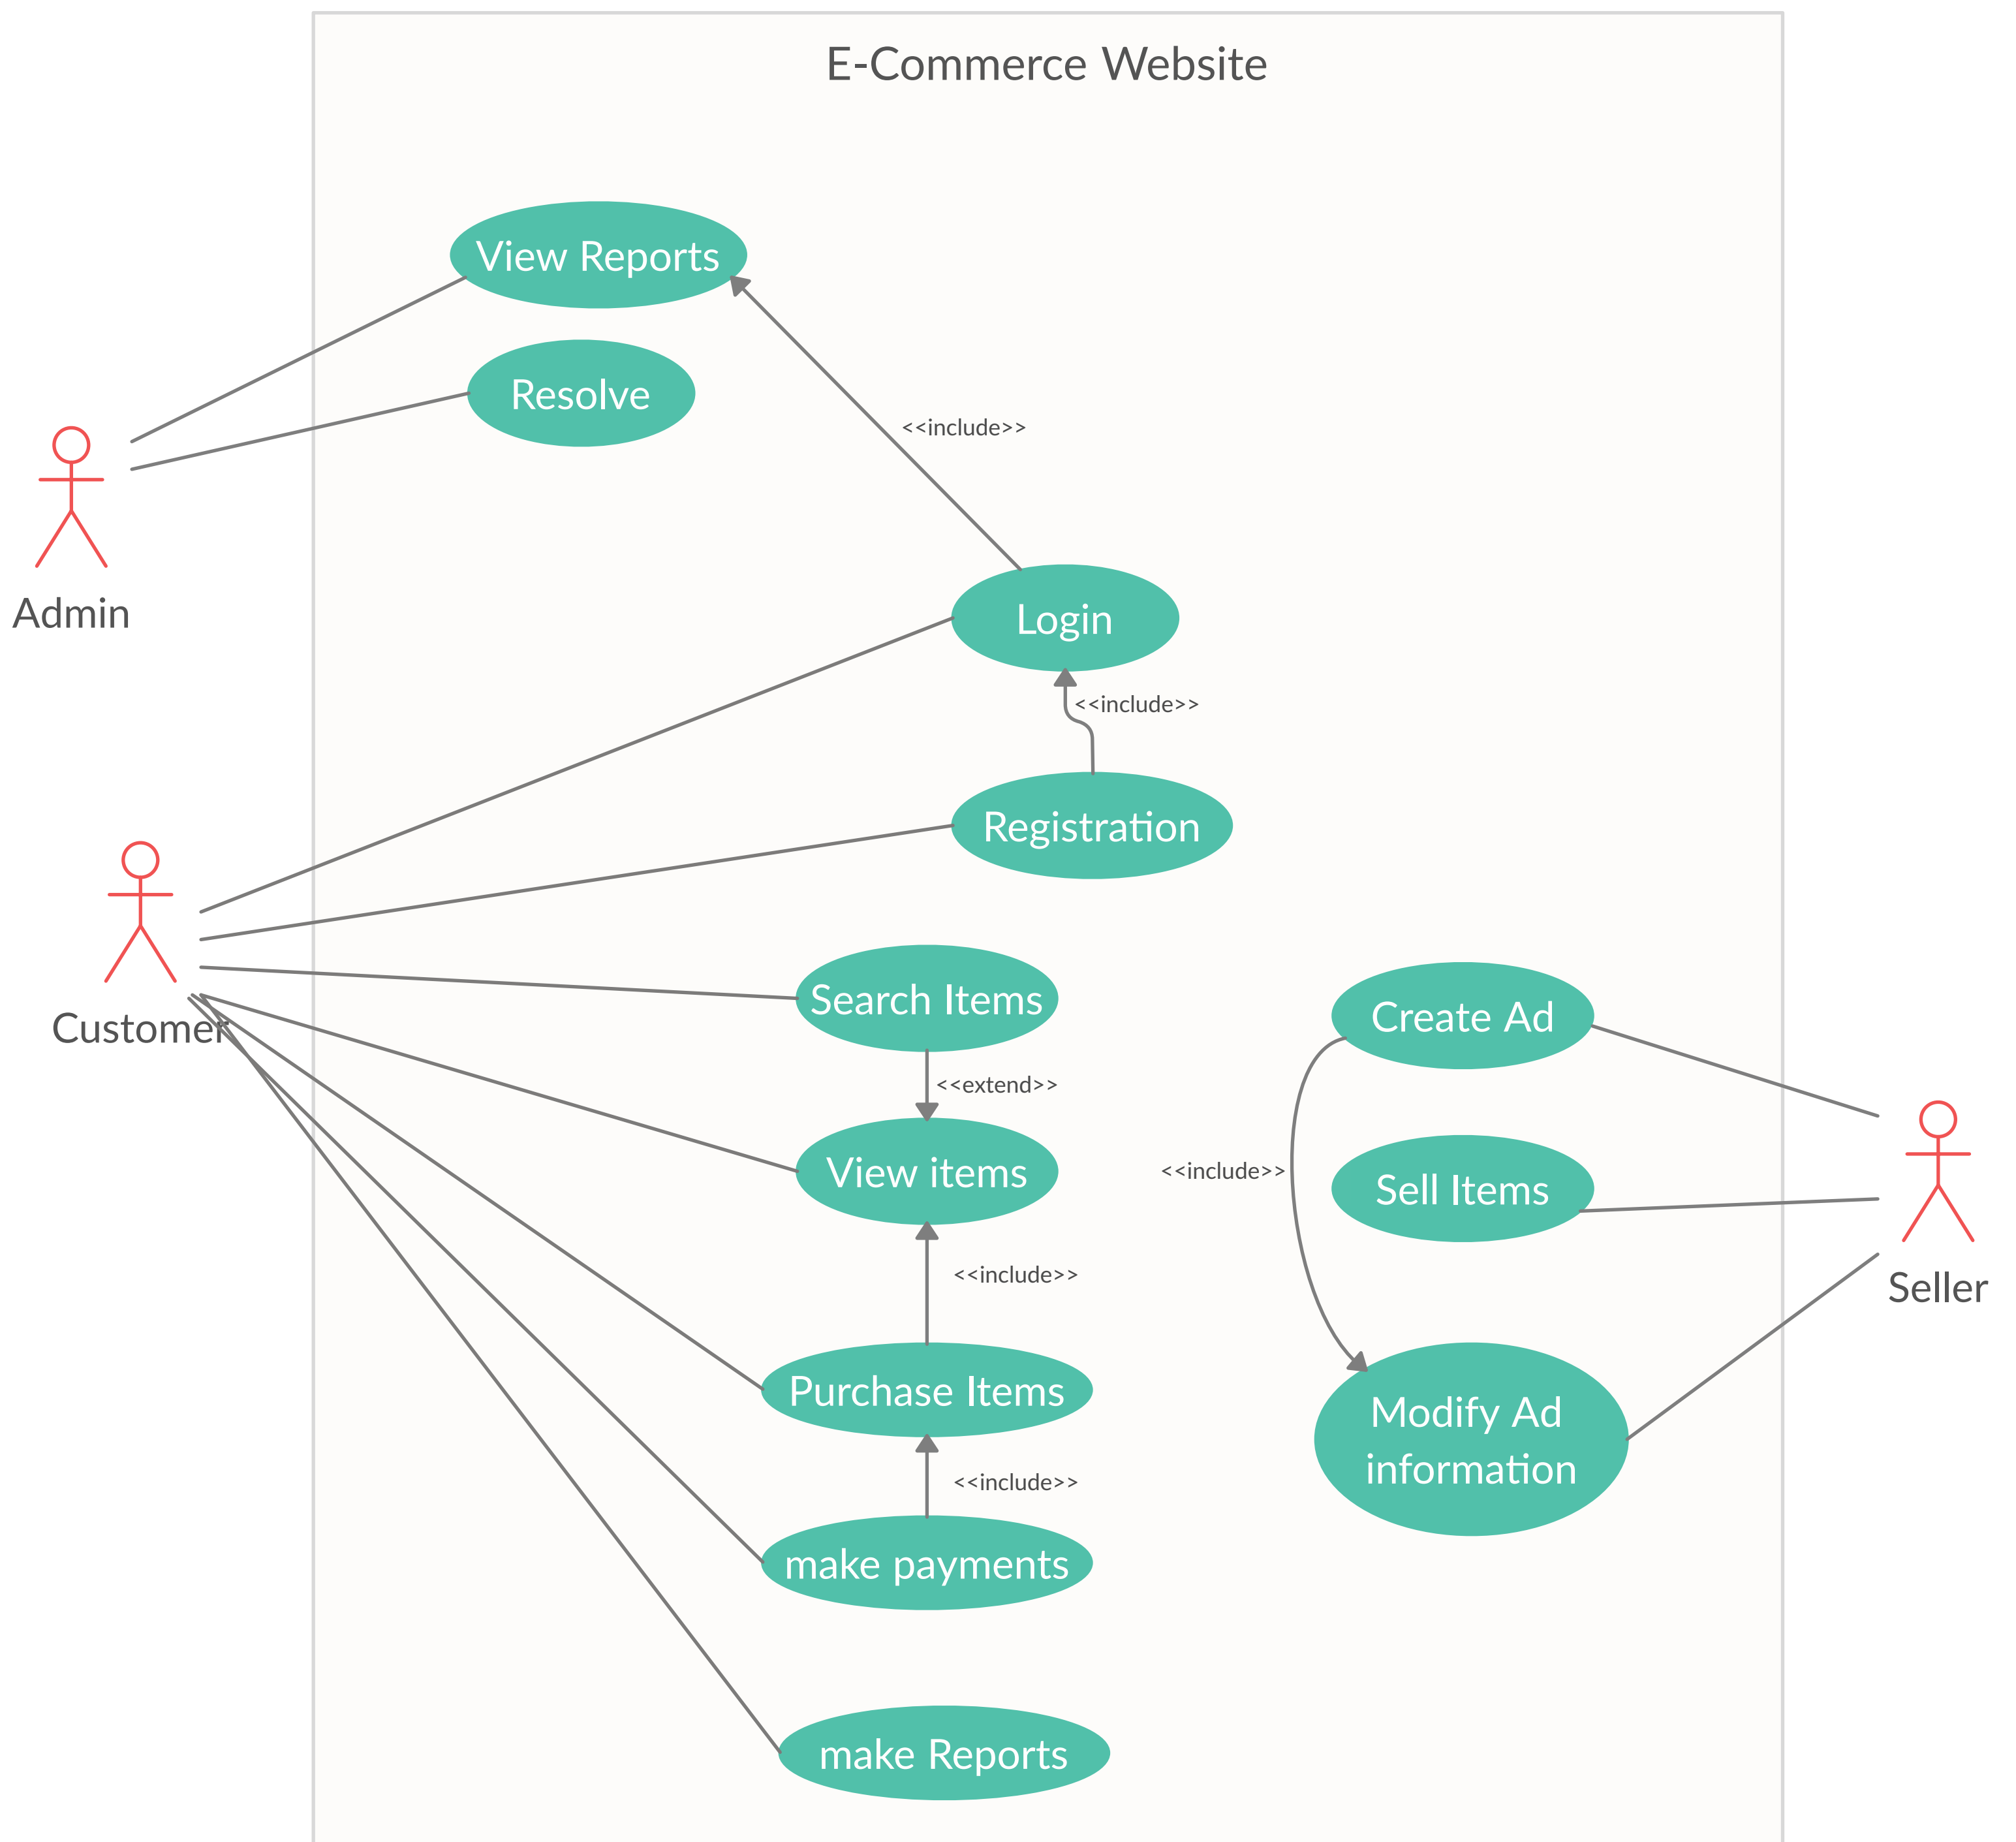 E-Commerce Website
View Reports
Resolve
<<include>>
Admin
Login
<<include>>
Registration
Customer
Search Items
Create Ad
<<extend>>
View items
<<include>>
Sell Items
<<include>>
Seller
Purchase Items
Modify Ad
information
<<include>>
make payments
make Reports